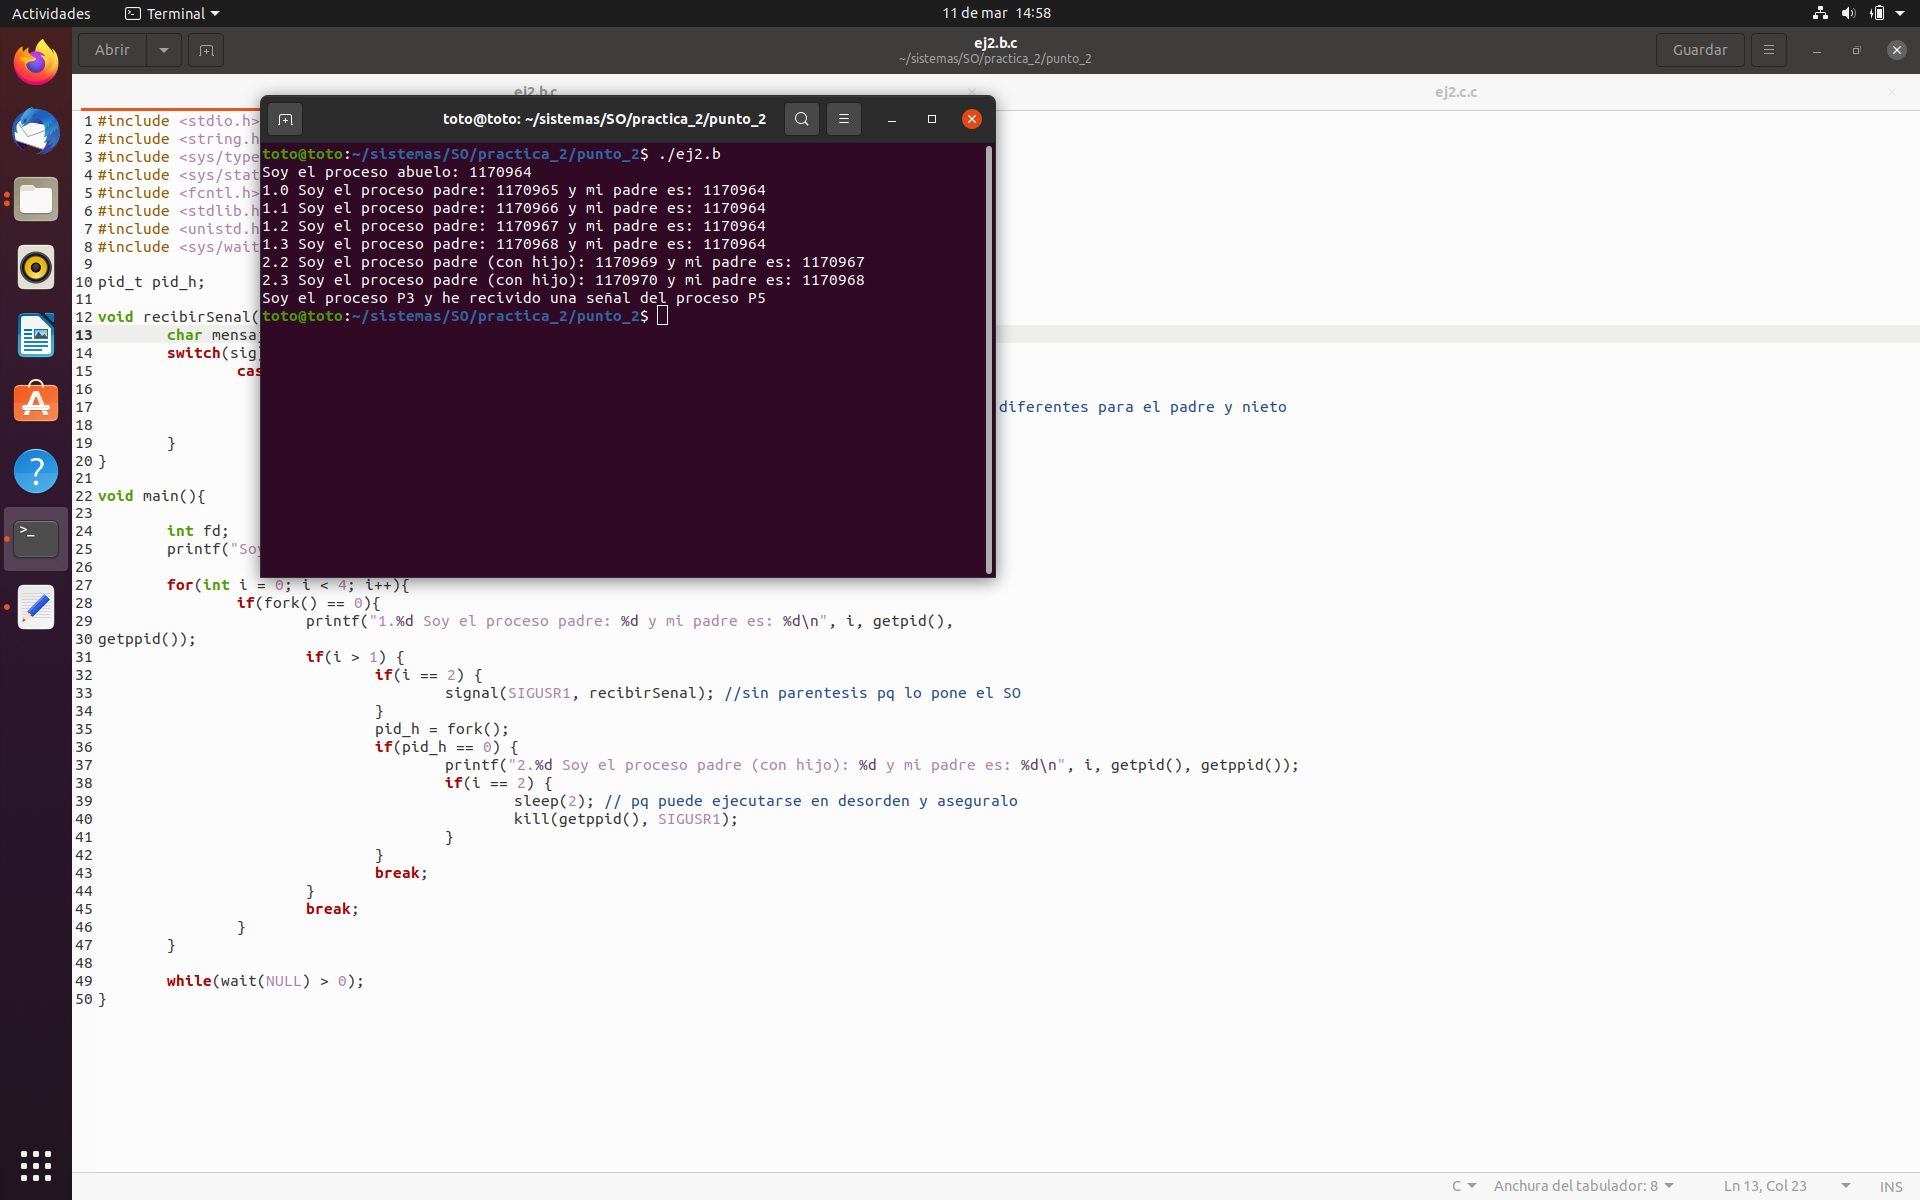 Actividades Terminal 11 de mar 14:58
Abrir ej2.b.c Guardar
~/sistemas/SO/practica_2/punto_2
ej2.b.c ej2.c.c
toto@toto: ~/sistemas/SO/practica_2/punto_2
toto@toto:~/sistemas/SO/practica_2/punto_2$ ./ej2.b
Soy el proceso abuelo: 1170964
1.0 Soy el proceso padre: 1170965 y mi padre es: 1170964
1.1 Soy el proceso padre: 1170966 y mi padre es: 1170964
1.2 Soy el proceso padre: 1170967 y mi padre es: 1170964
1.3 Soy el proceso padre: 1170968 y mi padre es: 1170964
2.2 Soy el proceso padre (con hijo): 1170969 y mi padre es: 1170967
2.3 Soy el proceso padre (con hijo): 1170970 y mi padre es: 1170968
Soy el proceso P3 y he recivido una señal del proceso P5
toto@toto:~/sistemas/SO/practica_2/punto_2$
1 #include <stdio.h>
2 #include <string.h
3 #include <sys/type
4 #include <sys/stat
5 #include <fcntl.h>
6 #include <stdlib.h
7 #include <unistd.h
8 #include <sys/wait
9
10 pid_t pid_h;
11
12 void recibirSenal(
13 char mensa
14 switch(sig
15 cas
16
17 diferentes para el padre y nieto
18
19 }
20 }
21
22 void main(){
23
24 int fd;
25 printf("Soy
26
27 for(int i = 0; i < 4; i++){
28 if(fork() == 0){
29 printf("1.%d Soy el proceso padre: %d y mi padre es: %d\n", i, getpid(),
30 getppid());
31 if(i > 1) {
32 if(i == 2) {
33 signal(SIGUSR1, recibirSenal); //sin parentesis pq lo pone el SO
34 }
35 pid_h = fork();
36 if(pid_h == 0) {
37 printf("2.%d Soy el proceso padre (con hijo): %d y mi padre es: %d\n", i, getpid(), getppid());
38 if(i == 2) {
39 sleep(2); // pq puede ejecutarse en desorden y aseguralo
40 kill(getppid(), SIGUSR1);
41 }
42 }
43 break;
44 }
45 break;
46 }
47 }
48
49 while(wait(NULL) > 0);
50 }
C Anchura del tabulador: 8 Ln 13, Col 23 INS